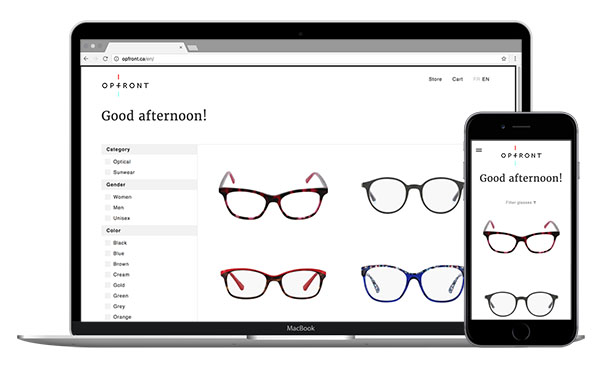 opfront.ca/en/
OPFRONT
Store Cart FR EN
Good afternoon!
Category
Optical
Sunwear
Gender
Women
Men
Unisex
Color
Black
Blue
Brown
Cream
Gold
Green
Grey
Orange
MacBook
OPFRONT
Good afternoon!
Filter glasses